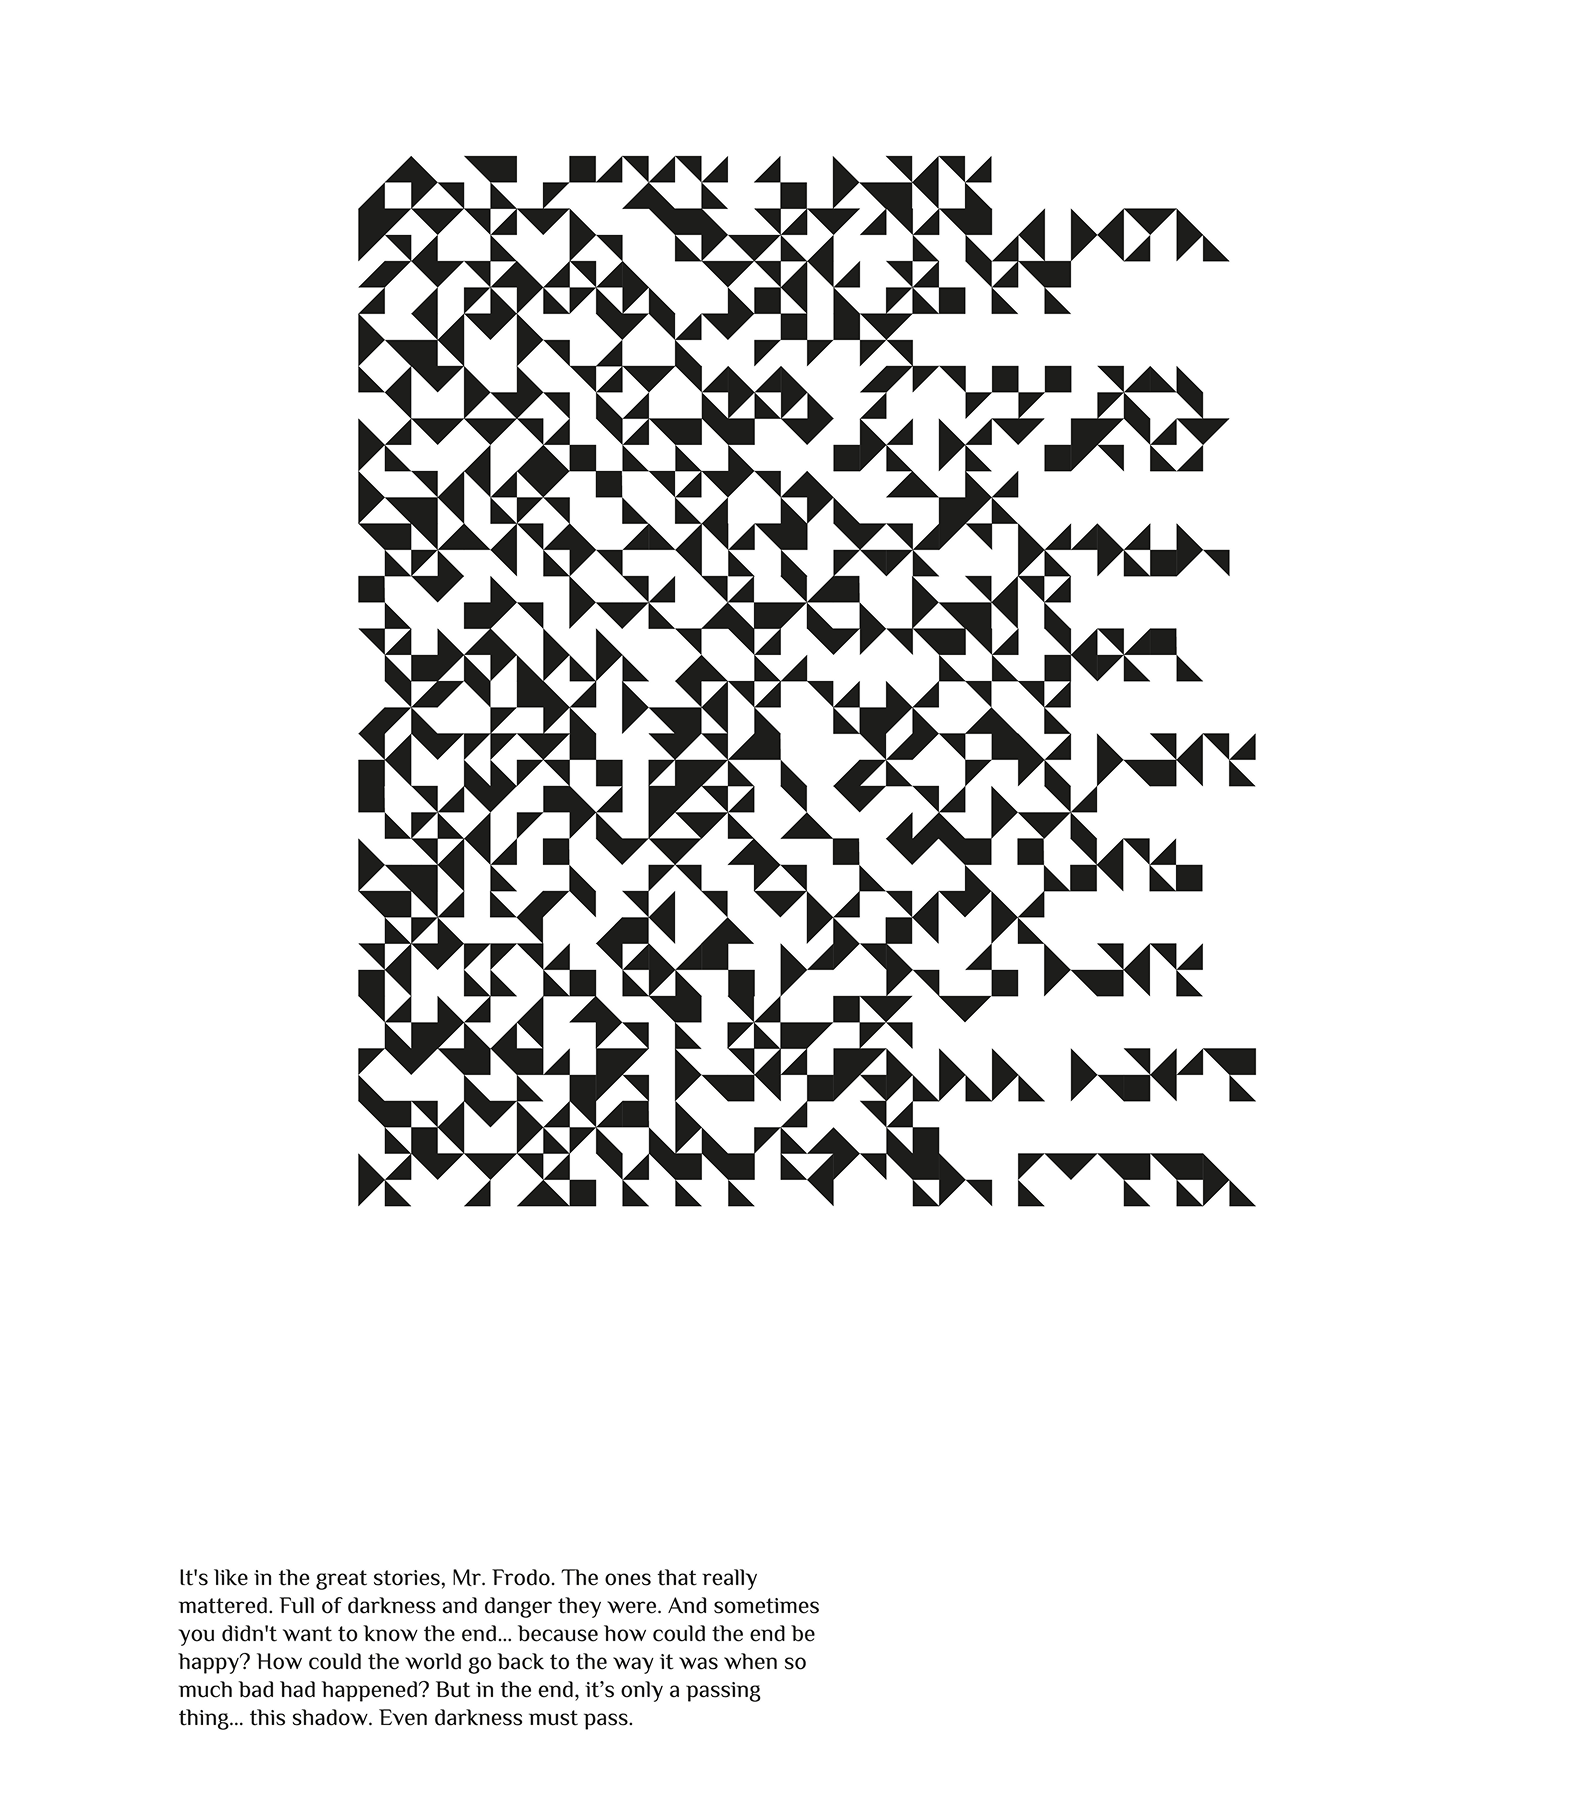 It's like in the great stories, Mr. Frodo. The ones that really
mattered. Full of darkness and danger they were. And sometimes
you didn't want to know the end... because how could the end be
happy? How could the world go back to the way it was when so
much bad had happened? But in the end, it’s only a passing
thing... this shadow. Even darkness must pass.